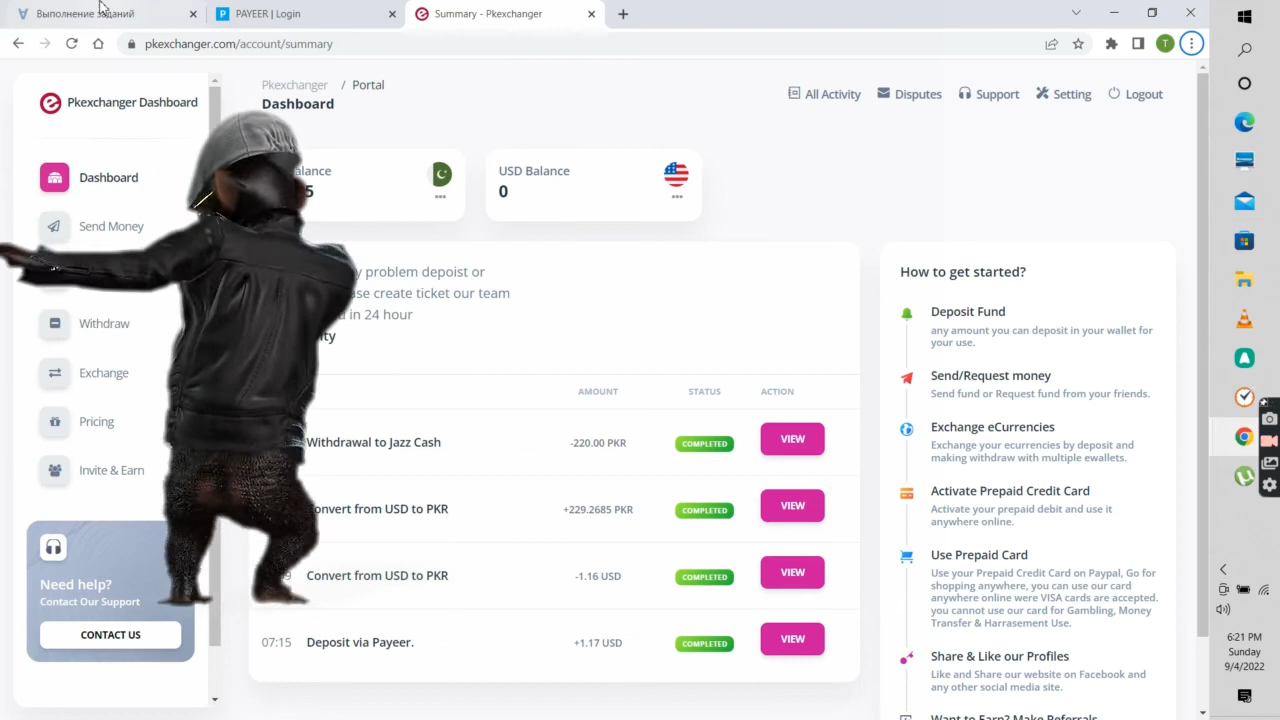 Выполнение заданий
PAYEER | Login
Summary - Pkexchanger
pkexchanger.com/account/summary
T
Pkexchanger Dashboard
Dashboard
Send Money
Withdraw
Exchange
Pricing
Invite & Earn
Need help?
Contact Our Support
CONTACT US
Pkexchanger / Portal
Dashboard
All Activity
Disputes
Support
Setting
Logout
USD Balance
0
problem depoist or
create ticket our team
in 24 hour
AMOUNT STATUS ACTION
Withdrawal to Jazz Cash -220.00 PKR COMPLETED VIEW
Convert from USD to PKR +229.2685 PKR COMPLETED VIEW
Convert from USD to PKR -1.16 USD COMPLETED VIEW
07:15 Deposit via Payeer. +1.17 USD COMPLETED VIEW
How to get started?
Deposit Fund
any amount you can deposit in your wallet for
your use.
Send/Request money
Send fund or Request fund from your friends.
Exchange eCurrencies
Exchange your ecurrencies by deposit and
making withdraw with multiple ewallets.
Activate Prepaid Credit Card
Activate your prepaid debit and use it
anywhere online.
Use Prepaid Card
Use your Prepaid Credit Card on Paypal, Go for
shopping anywhere, you can use our card
anywhere online were VISA cards are accepted.
you cannot use our card for Gambling, Money
Transfer & Harrasement Use.
Share & Like our Profiles
Like and Share our website on Facebook and
any other social media site.
Want to Earn? Make Referrals
6:21 PM
Sunday
9/4/2022